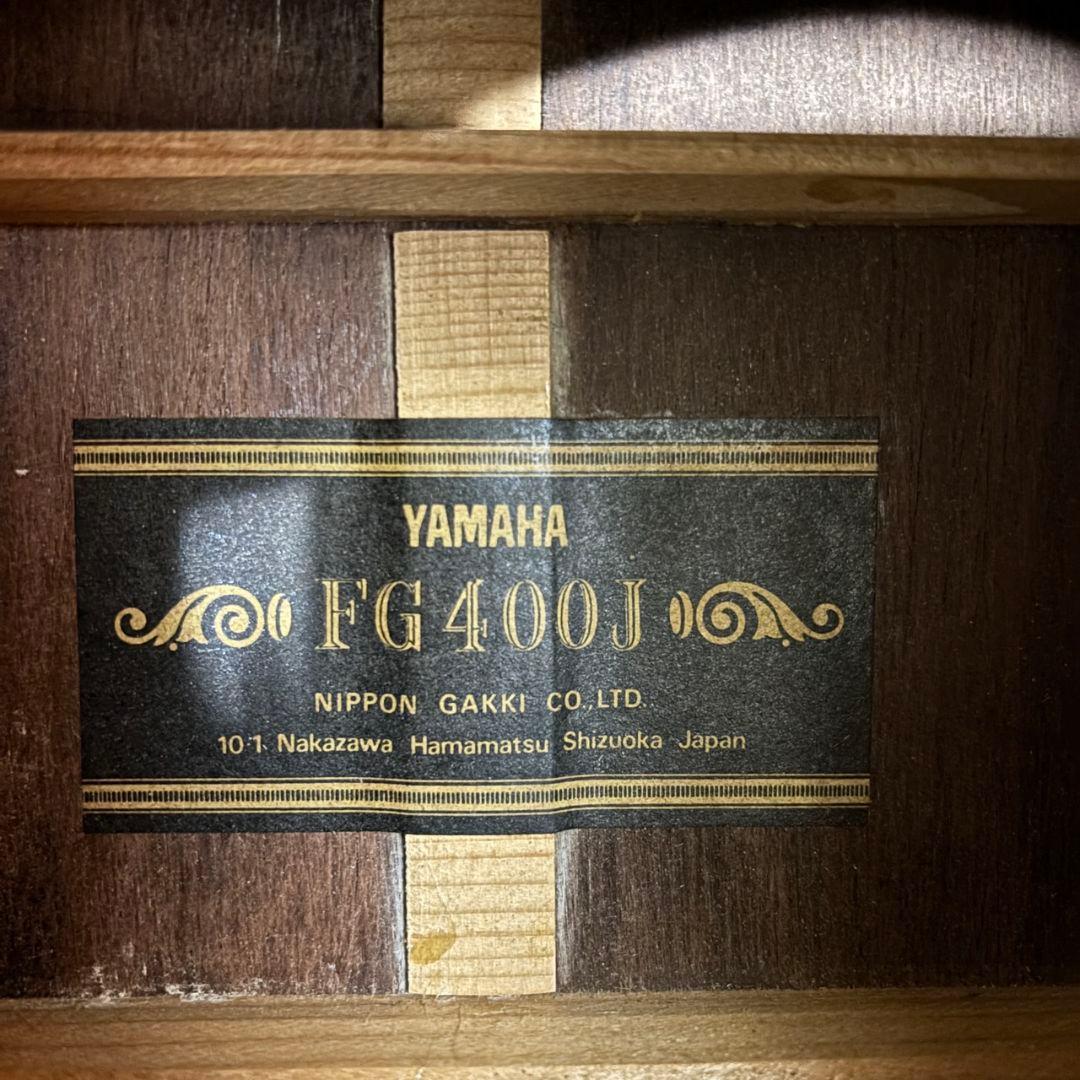 YAMAHA
FG400J
NIPPON GAKKI CO.,LTD.
10-1 Nakazawa Hamamatsu Shizuoka Japan